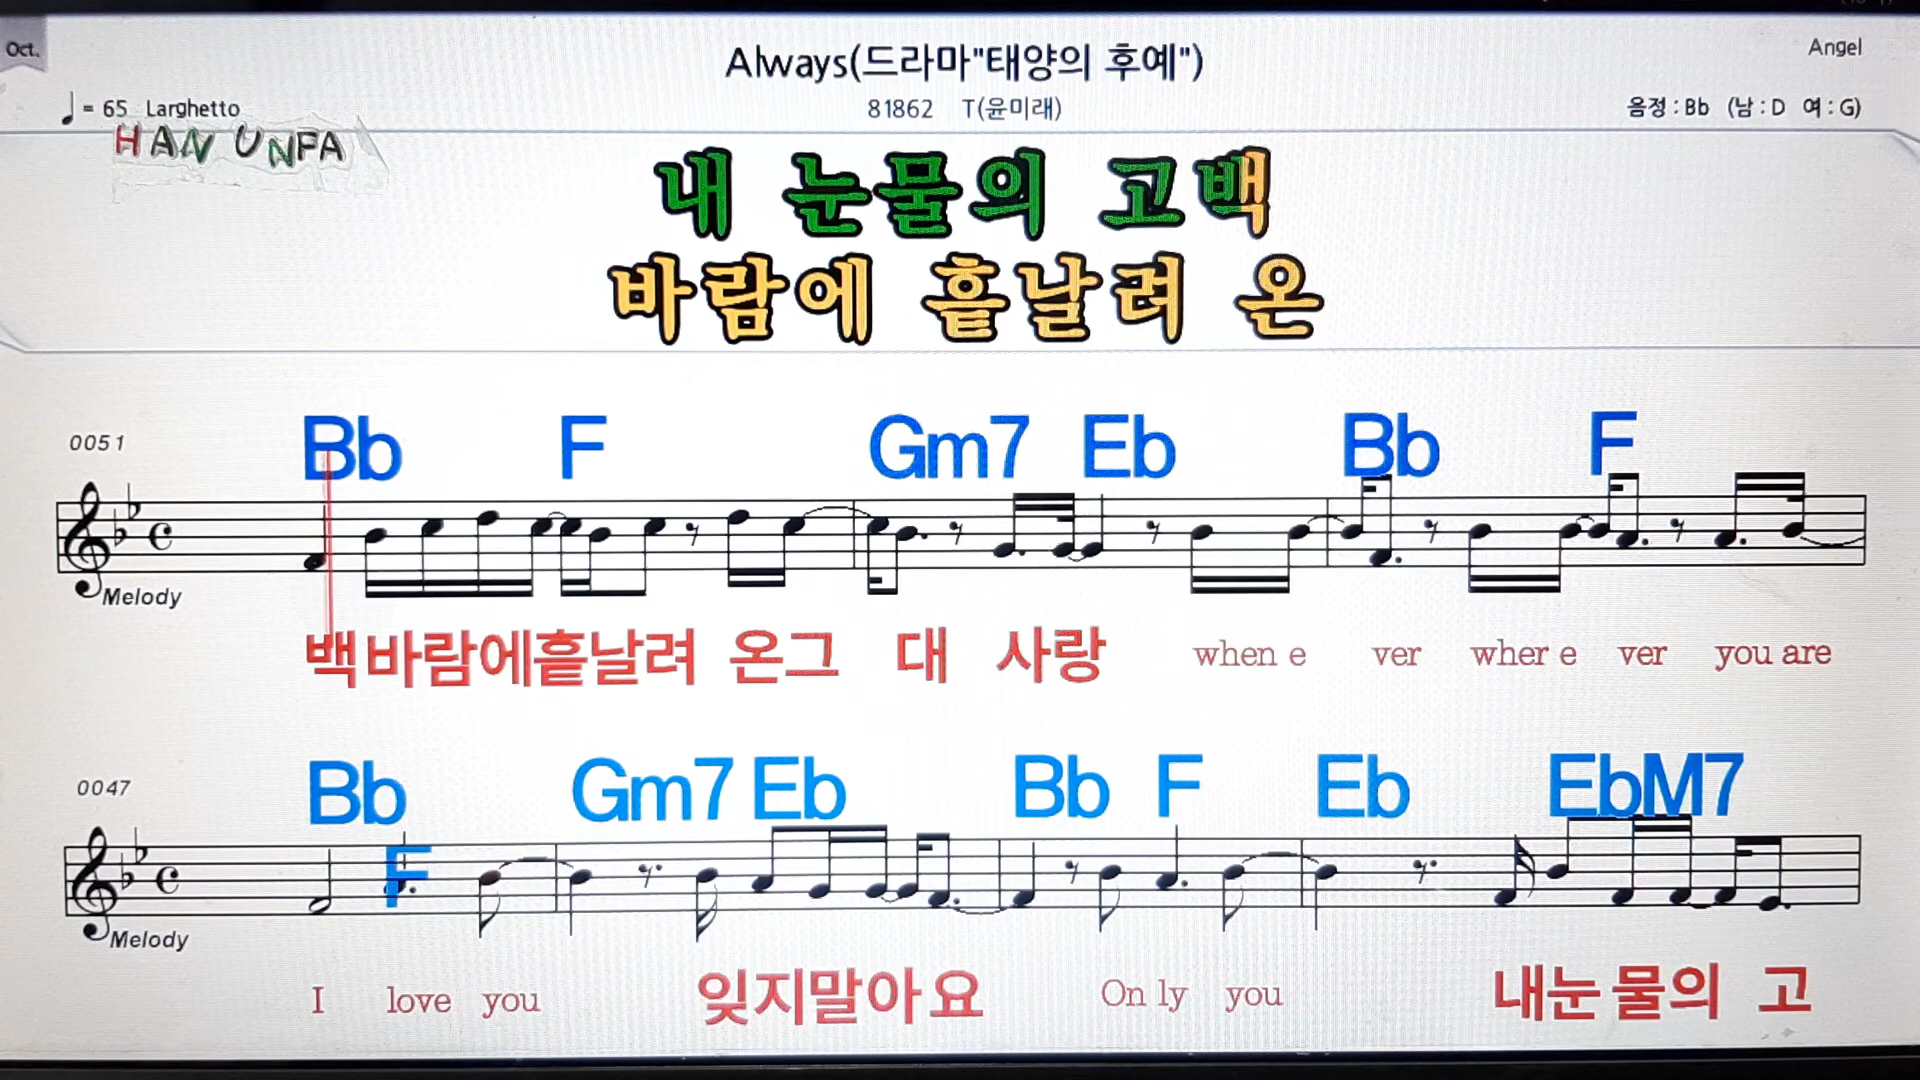 Oct.
Always(드라마"태양의 후예")
Angel
♩= 65 Larghetto
81862 T(윤미래)
음정 : Bb (남 : D 여 : G)
HAN UNFA
내 눈물의 고백
바람에 흩날려 온
0051
Bb F Gm7 Eb Bb F
Melody
백바람에흩날려 온그 대 사랑 when e ver wher e ver you are
0047
Bb F Gm7 Eb Bb F Eb EbM7
Melody
I love you 잊지말아요 On ly you 내눈물의 고